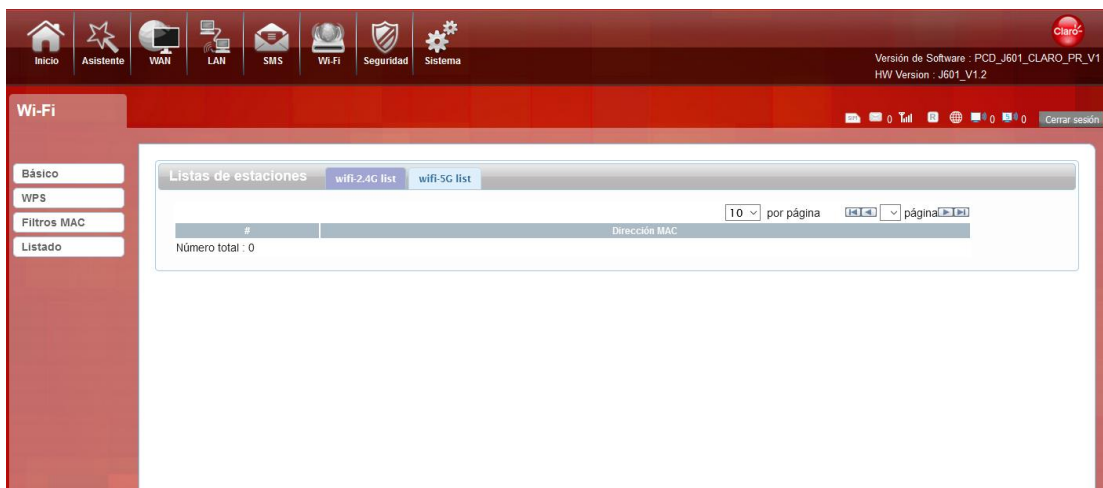 Claro-
Inicio Asistente WAN LAN SMS Wi-Fi Seguridad Sistema
Versión de Software : PCD_J601_CLARO_PR_V1
HW Version : J601_V1.2
Wi-Fi
en 0 R 0 0 Cerrar sesión
Básico
WPS
Filtros MAC
Listado
Listas de estaciones wifi-2.4G list wifi-5G list
10 por página página
# Dirección MAC
Número total : 0